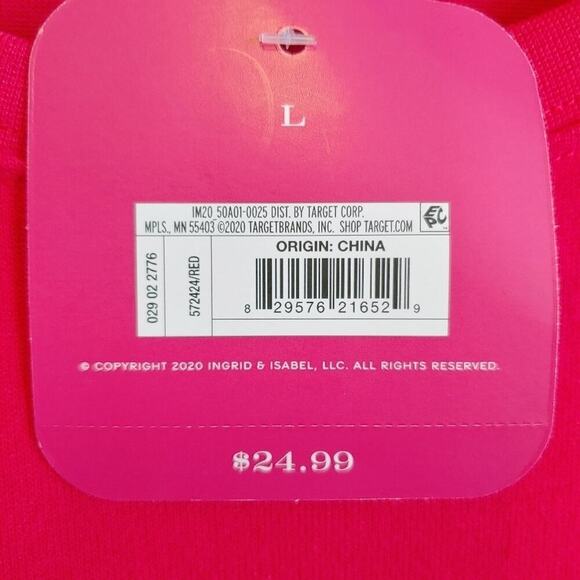 L
IM20_50A01-0025 DIST. BY TARGET CORP.
MPLS., MN 55403 ©2020 TARGETBRANDS, INC. SHOP TARGET.COM
EPC
ORIGIN: CHINA
029 02 2776
572424/RED
8 29576 21652 9
© COPYRIGHT 2020 INGRID & ISABEL, LLC. ALL RIGHTS RESERVED.
$24.99